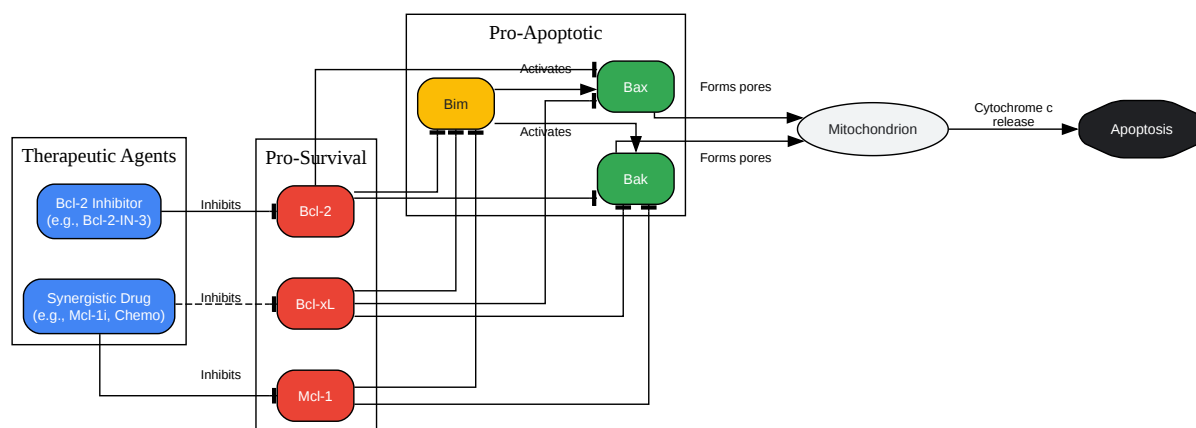 Pro-Apoptotic
Activates
Bim
Bax
Activates
Bak
Forms pores
Forms pores
Mitochondrion
Cytochrome c
release
Apoptosis
Therapeutic Agents
Bcl-2 Inhibitor
(e.g., Bcl-2-IN-3)
Synergistic Drug
(e.g., Mcl-1i, Chemo)
Inhibits
Inhibits
Inhibits
Pro-Survival
Bcl-2
Bcl-xL
Mcl-1